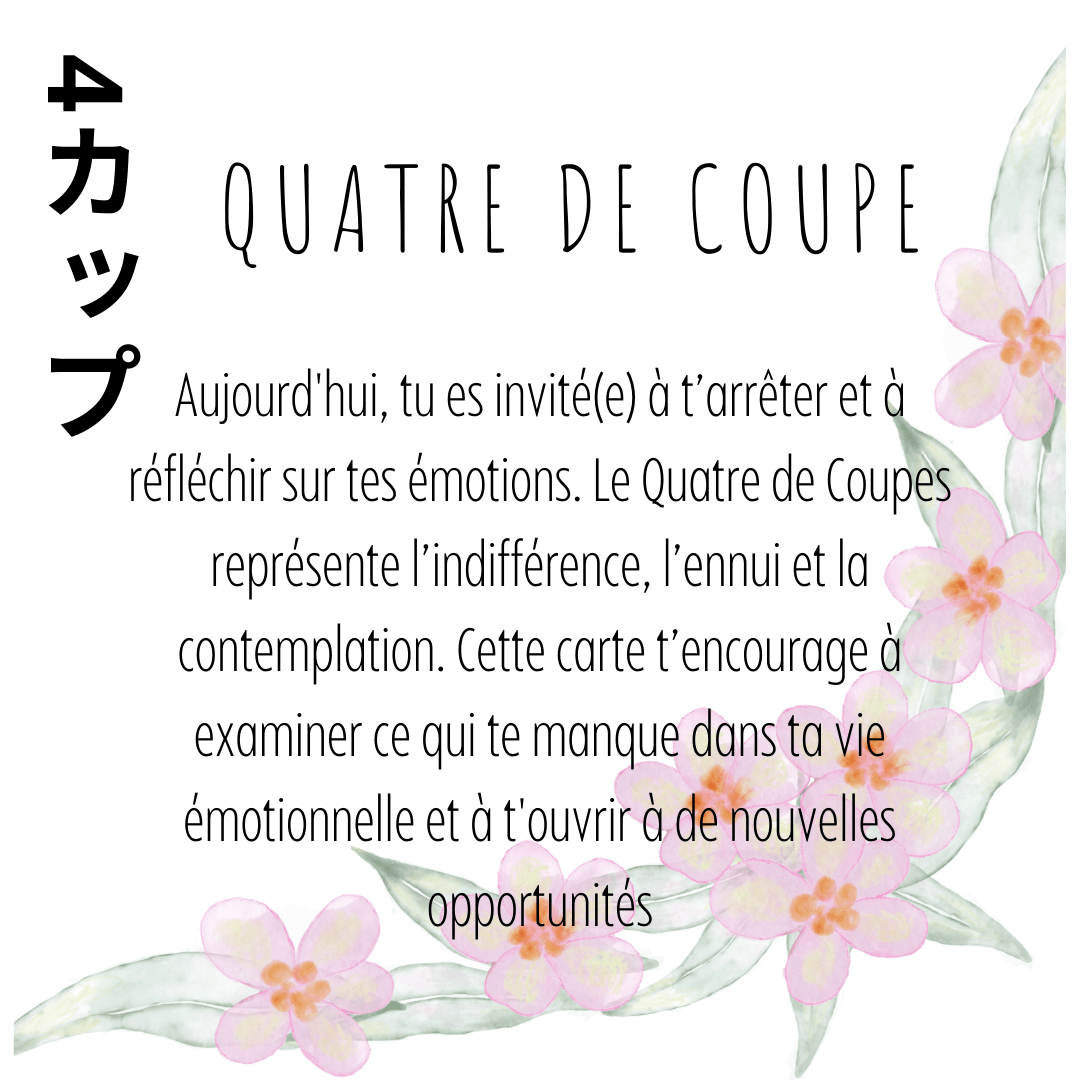 4カップ
QUATRE DE COUPE
Aujourd'hui, tu es invité(e) à t’arrêter et à
réfléchir sur tes émotions. Le Quatre de Coupes
représente l’indifférence, l’ennui et la
contemplation. Cette carte t’encourage à
examiner ce qui te manque dans ta vie
émotionnelle et à t'ouvrir à de nouvelles
opportunités